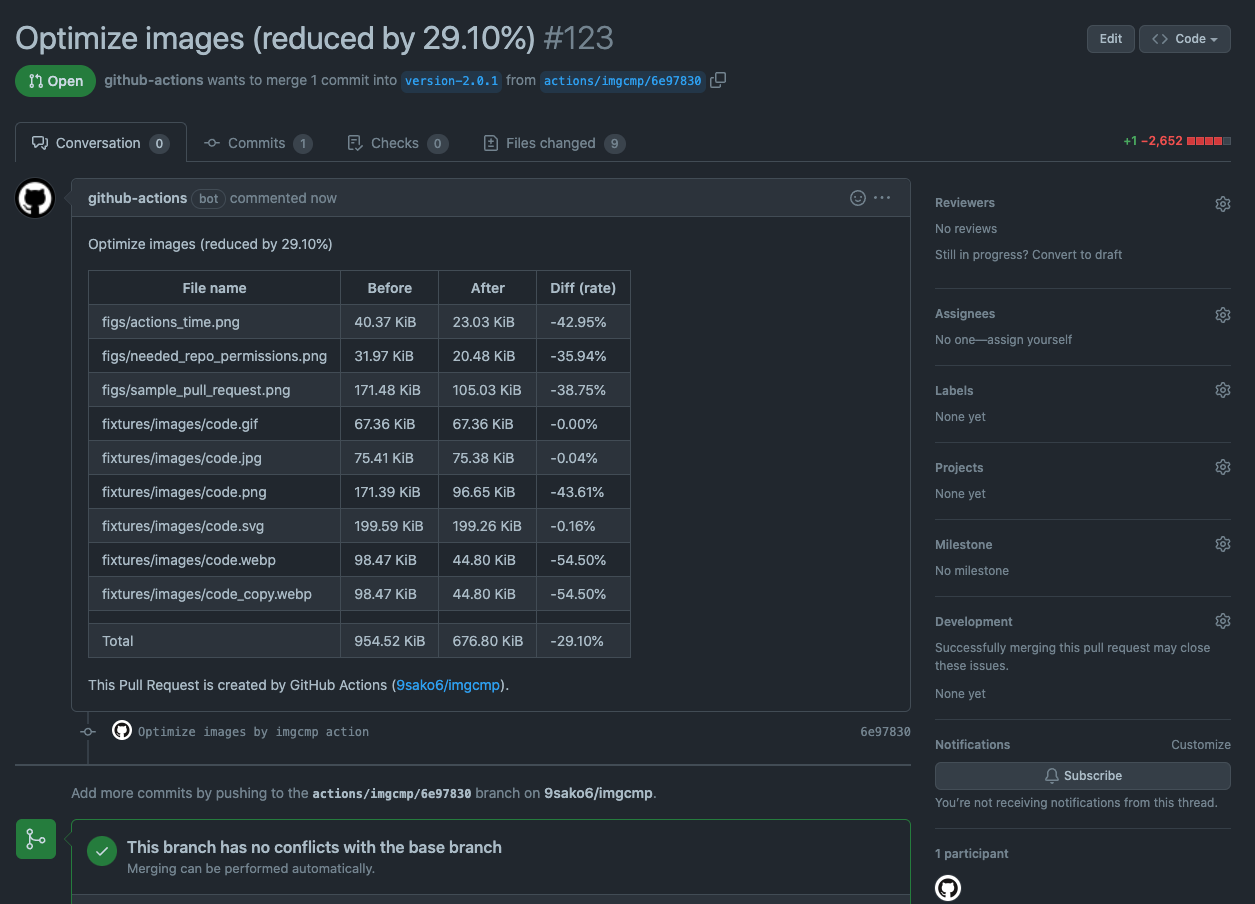 Optimize images (reduced by 29.10%) #123
Edit
Code
Open
github-actions wants to merge 1 commit into version-2.0.1 from actions/imgcmp/6e97830
Conversation 0
Commits 1
Checks 0
Files changed 9
+1 −2,652
github-actions bot commented now
Optimize images (reduced by 29.10%)
File name Before After Diff (rate)
figs/actions_time.png 40.37 KiB 23.03 KiB -42.95%
figs/needed_repo_permissions.png 31.97 KiB 20.48 KiB -35.94%
figs/sample_pull_request.png 171.48 KiB 105.03 KiB -38.75%
fixtures/images/code.gif 67.36 KiB 67.36 KiB -0.00%
fixtures/images/code.jpg 75.41 KiB 75.38 KiB -0.04%
fixtures/images/code.png 171.39 KiB 96.65 KiB -43.61%
fixtures/images/code.svg 199.59 KiB 199.26 KiB -0.16%
fixtures/images/code.webp 98.47 KiB 44.80 KiB -54.50%
fixtures/images/code_copy.webp 98.47 KiB 44.80 KiB -54.50%
Total 954.52 KiB 676.80 KiB -29.10%
This Pull Request is created by GitHub Actions (9sako6/imgcmp).
Optimize images by imgcmp action 6e97830
Add more commits by pushing to the actions/imgcmp/6e97830 branch on 9sako6/imgcmp.
This branch has no conflicts with the base branch
Merging can be performed automatically.
Reviewers
No reviews
Still in progress? Convert to draft
Assignees
No one—assign yourself
Labels
None yet
Projects
None yet
Milestone
No milestone
Development
Successfully merging this pull request may close
these issues.
None yet
Notifications Customize
Subscribe
You're not receiving notifications from this thread.
1 participant